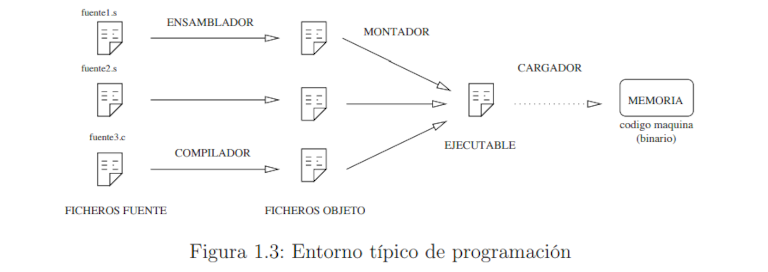 fuente1.s
ENSAMBLADOR
MONTADOR
fuente2.s
CARGADOR
MEMORIA
codigo maquina
(binario)
fuente3.c
COMPILADOR
EJECUTABLE
FICHEROS FUENTE
FICHEROS OBJETO
Figura 1.3: Entorno típico de programación